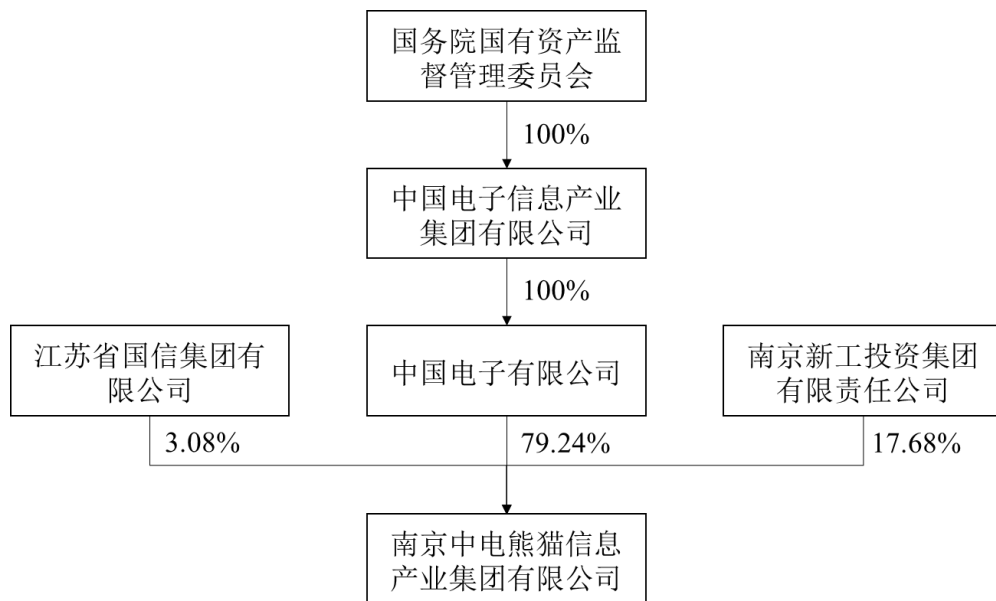 国务院国有资产监
督管理委员会
100%
中国电子信息产业
集团有限公司
100%
江苏省国信集团有
限公司
中国电子有限公司
南京新工投资集团
有限责任公司
3.08%
79.24%
17.68%
南京中电熊猫信息
产业集团有限公司